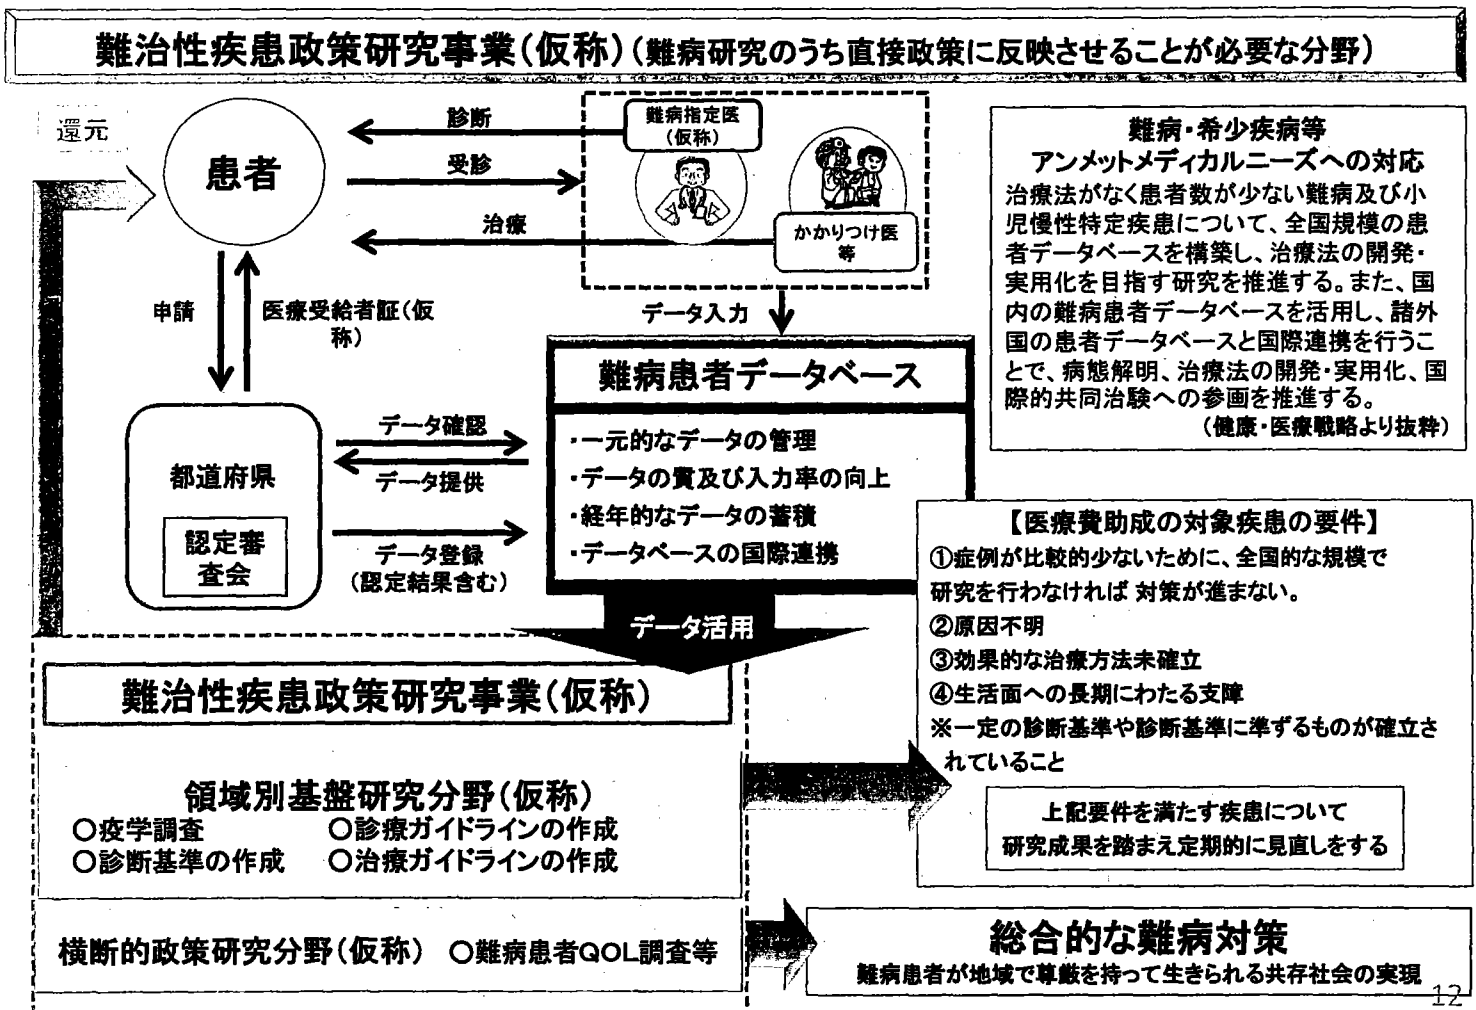 難治性疾患政策研究事業(仮称)(難病研究のうち直接政策に反映させることが必要な分野)
還元
患者
診断
受診
治療
難病指定医
(仮称)
かかりつけ医
等
申請
医療受給者証(仮
称)
データ入力
都道府県
認定審
査会
データ確認
データ提供
データ登録
(認定結果含む)
難病患者データベース
・一元的なデータの管理
・データの質及び入力率の向上
・経年的なデータの蓄積
・データベースの国際連携
データ活用
難病・希少疾病等
アンメットメディカルニーズへの対応
治療法がなく患者数が少ない難病及び小
児慢性特定疾患について、全国規模の患
者データベースを構築し、治療法の開発・
実用化を目指す研究を推進する。また、国
内の難病患者データベースを活用し、諸外
国の患者データベースと国際連携を行うこ
とで、病態解明、治療法の開発・実用化、国
際的共同治験への参画を推進する。
(健康・医療戦略より抜粋)
【医療費助成の対象疾患の要件】
①症例が比較的少ないために、全国的な規模で
研究を行わなければ 対策が進まない。
②原因不明
③効果的な治療方法未確立
④生活面への長期にわたる支障
※一定の診断基準や診断基準に準ずるものが確立さ
れていること
上記要件を満たす疾患について
研究成果を踏まえ定期的に見直しをする
難治性疾患政策研究事業(仮称)
領域別基盤研究分野(仮称)
○疫学調査 ○診療ガイドラインの作成
○診断基準の作成 ○治療ガイドラインの作成
横断的政策研究分野(仮称) ○難病患者QOL調査等
総合的な難病対策
難病患者が地域で尊厳を持って生きられる共存社会の実現
12